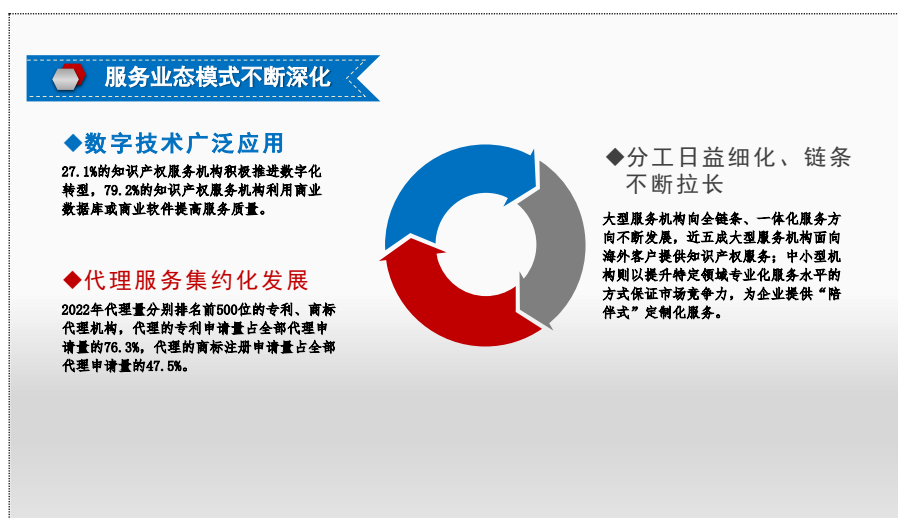 服务业态模式不断深化
◆数字技术广泛应用
27.1%的知识产权服务机构积极推进数字化
转型，79.2%的知识产权服务机构利用商业
数据库或商业软件提高服务质量。
◆代理服务集约化发展
2022年代理量分别排名前500位的专利、商标
代理机构，代理的专利申请量占全部代理申
请量的76.3%，代理的商标注册申请量占全部
代理申请量的47.5%。
◆分工日益细化、链条
不断拉长
大型服务机构向全链条、一体化服务方
向不断发展，近五成大型服务机构面向
海外客户提供知识产权服务；中小型机
构则以提升特定领域专业化服务水平的
方式保证市场竞争力，为企业提供“陪
伴式”定制化服务。